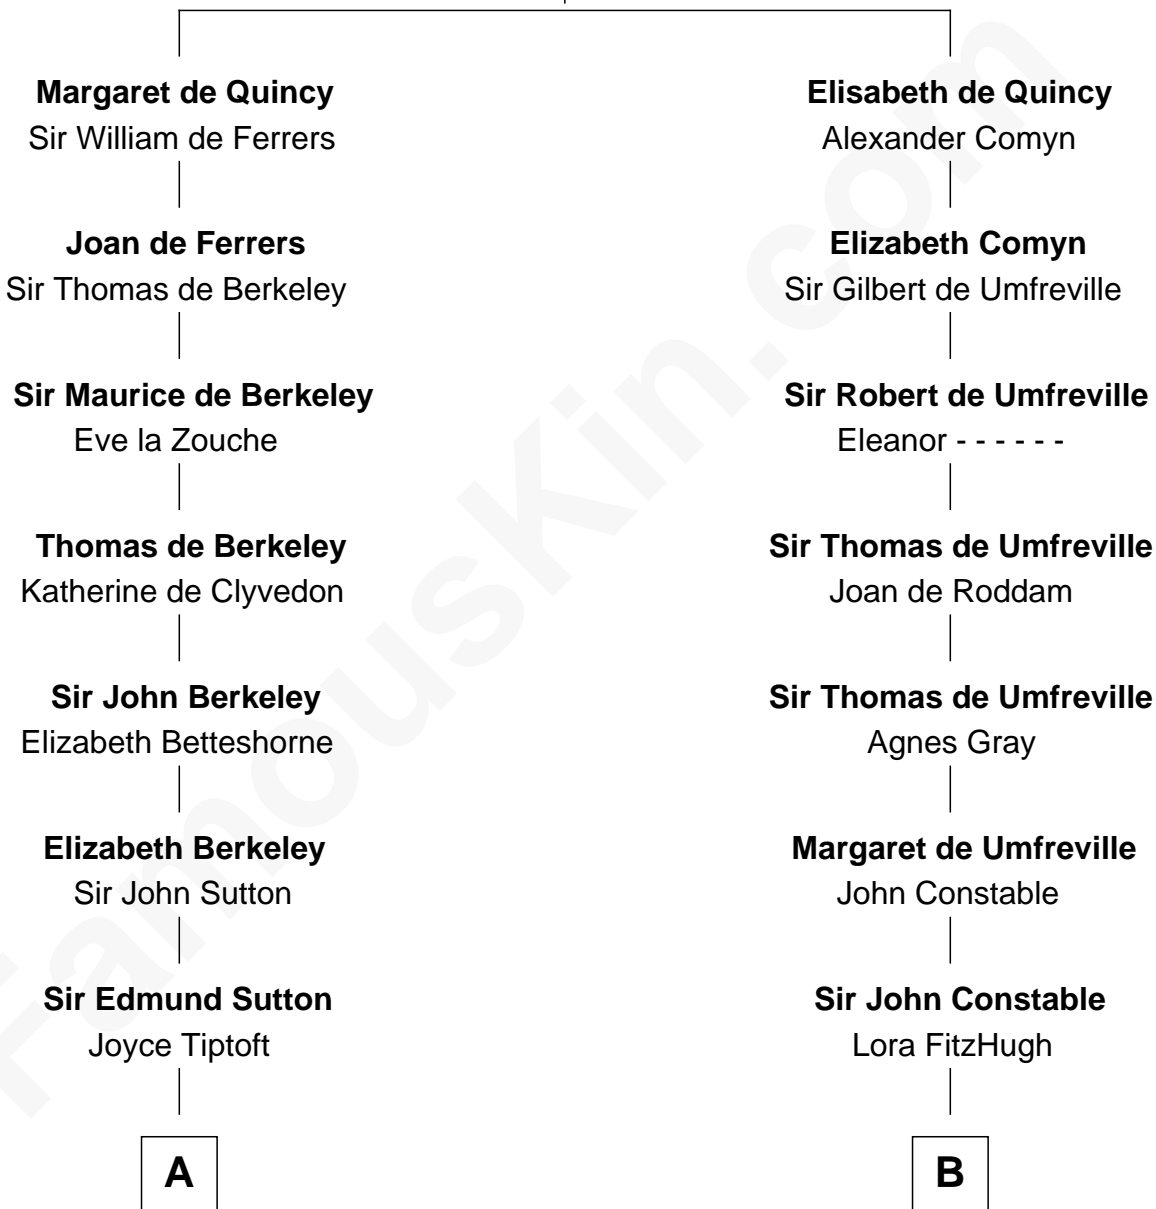 Margaret de Quincy
Sir William de Ferrers
Joan de Ferrers
Sir Thomas de Berkeley
Sir Maurice de Berkeley
Eve la Zouche
Thomas de Berkeley
Katherine de Clyvedon
Sir John Berkeley
Elizabeth Betteshorne
Elizabeth Berkeley
Sir John Sutton
Sir Edmund Sutton
Joyce Tiptoft
A
Elisabeth de Quincy
Alexander Comyn
Elizabeth Comyn
Sir Gilbert de Umfreville
Sir Robert de Umfreville
Eleanor - - - - - -
Sir Thomas de Umfreville
Joan de Roddam
Sir Thomas de Umfreville
Agnes Gray
Margaret de Umfreville
John Constable
Sir John Constable
Lora FitzHugh
B
FamousKin.com